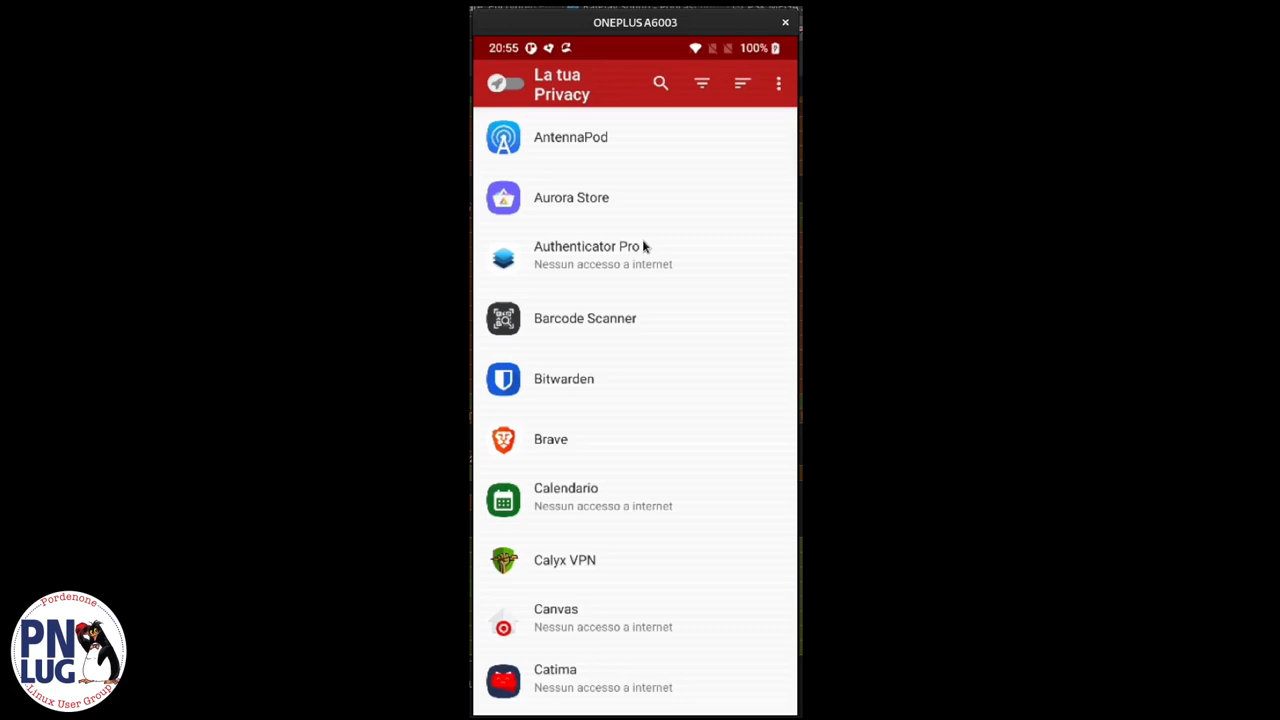 ONEPLUS A6003
20:55
100%
La tua
Privacy
AntennaPod
Aurora Store
Authenticator Pro
Nessun accesso a internet
Barcode Scanner
Bitwarden
Brave
Calendario
Nessun accesso a internet
Calyx VPN
Canvas
Nessun accesso a internet
Catima
Nessun accesso a internet
Pordenone
PN
LUG
Linux User Group